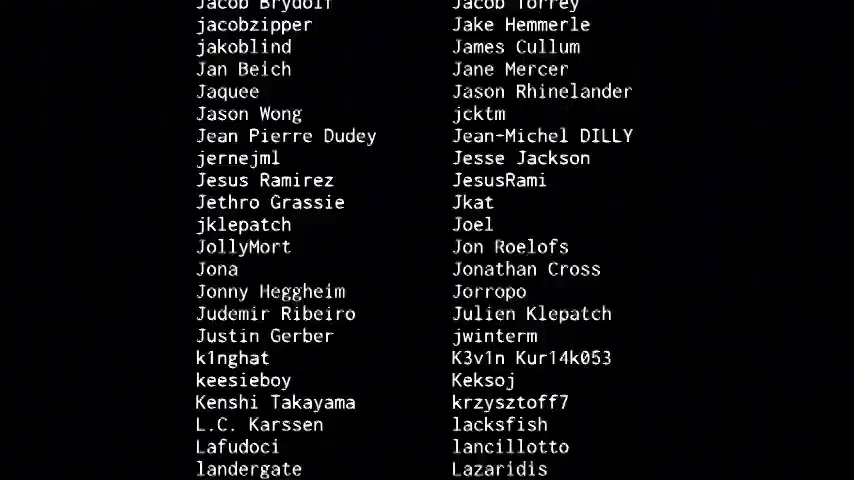 Jacob Brydolf Jacob Torrey
jacobzipper Jake Hemmerle
jakoblind James Cullum
Jan Beich Jane Mercer
Jaquee Jason Rhinelander
Jason Wong jcktm
Jean Pierre Dudey Jean-Michel DILLY
jernejml Jesse Jackson
Jesus Ramirez JesusRami
Jethro Grassie Jkat
jklepatch Joel
JollyMort Jon Roelofs
Jona Jonathan Cross
Jonny Heggheim Jorropo
Judemir Ribeiro Julien Klepatch
Justin Gerber jwinterm
k1nghat K3v1n Kur14k053
keesieboy Keksoj
Kenshi Takayama krzysztoff7
L.C. Karssen lacksfish
Lafudoci lancillotto
landergate Lazaridis